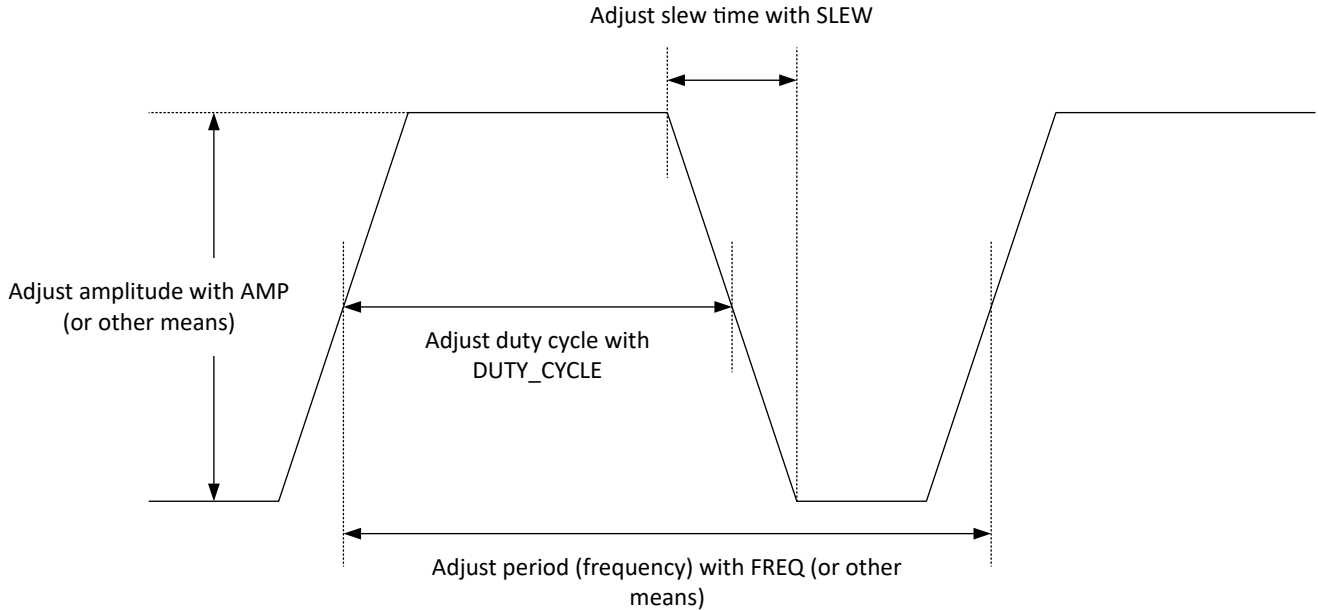 Adjust slew time with SLEW
Adjust amplitude with AMP
(or other means)
Adjust duty cycle with
DUTY_CYCLE
Adjust period (frequency) with FREQ (or other
means)